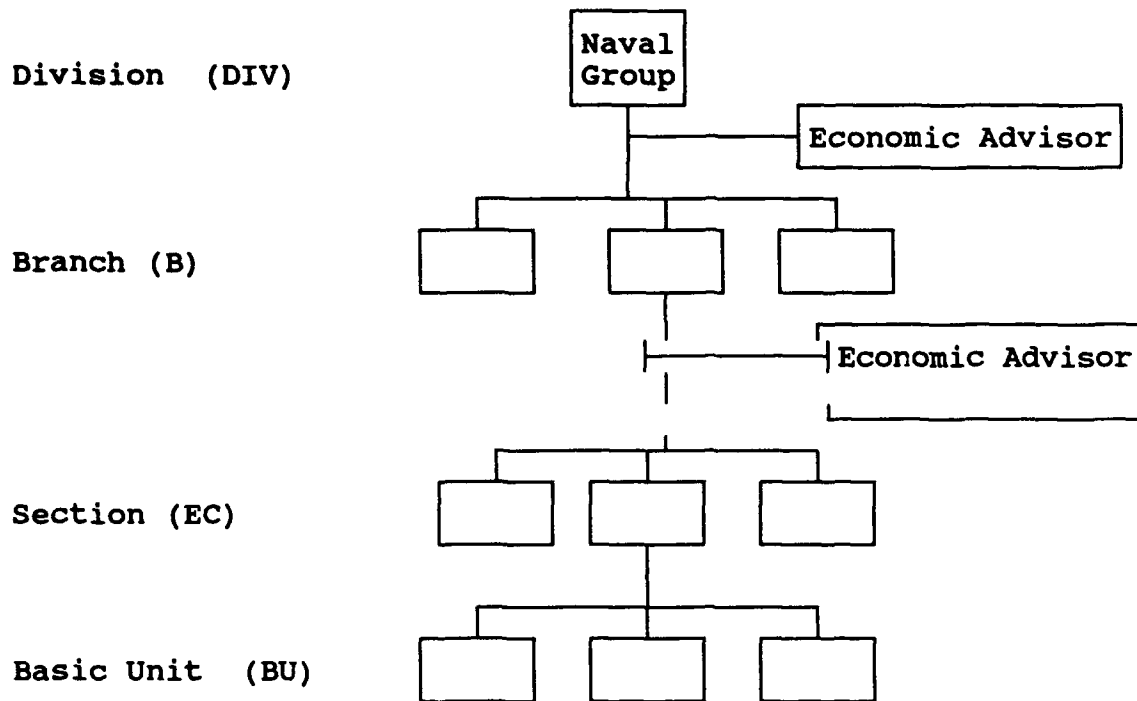 Naval
Group
Division (DIV)
Economic Advisor
Branch (B)
Economic Advisor
Section (EC)
Basic Unit (BU)